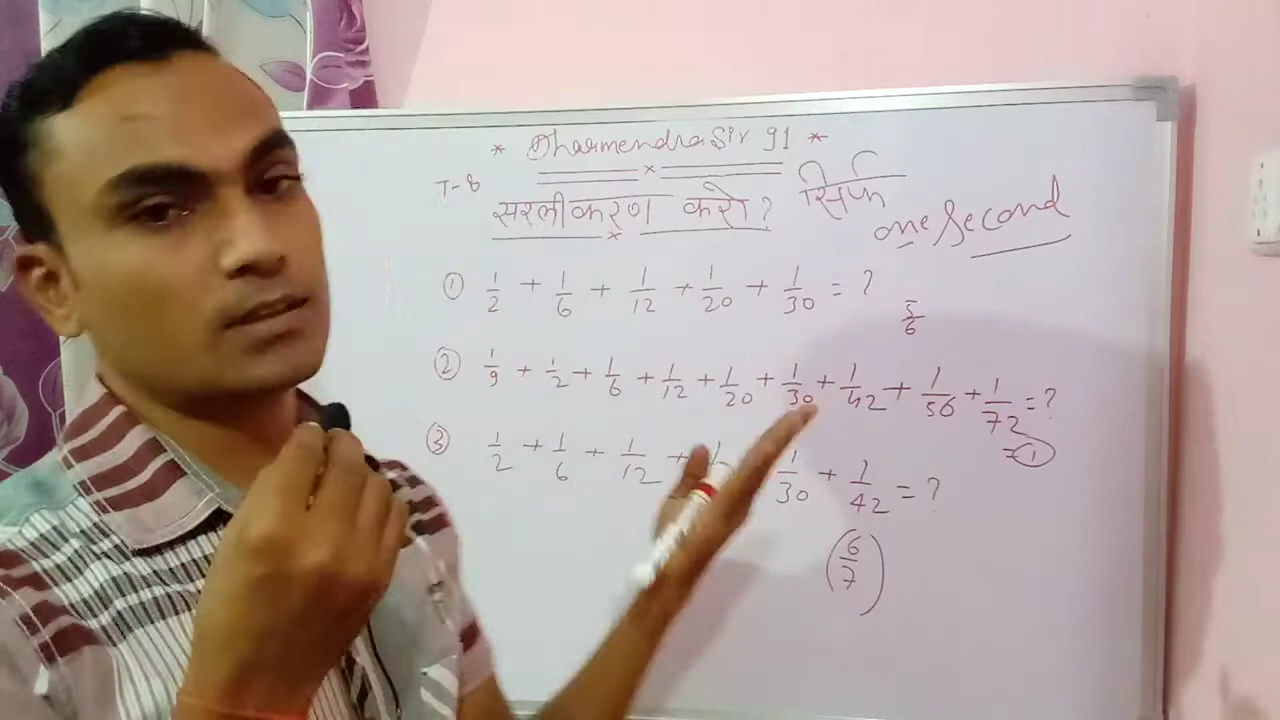 * Dharmendra Sir 91 *
×
T-8
सरलीकरण करो? सिर्फ
× one Second
① 1/2 + 1/6 + 1/12 + 1/20 + 1/30 = ?
5/6
② 1/9 + 1/2 + 1/6 + 1/12 + 1/20 + 1/30 + 1/42 + 1/56 + 1/72 = ?
= ①
③ 1/2 + 1/6 + 1/12 + 1/ 1/30 + 1/42 = ?
(6/7)